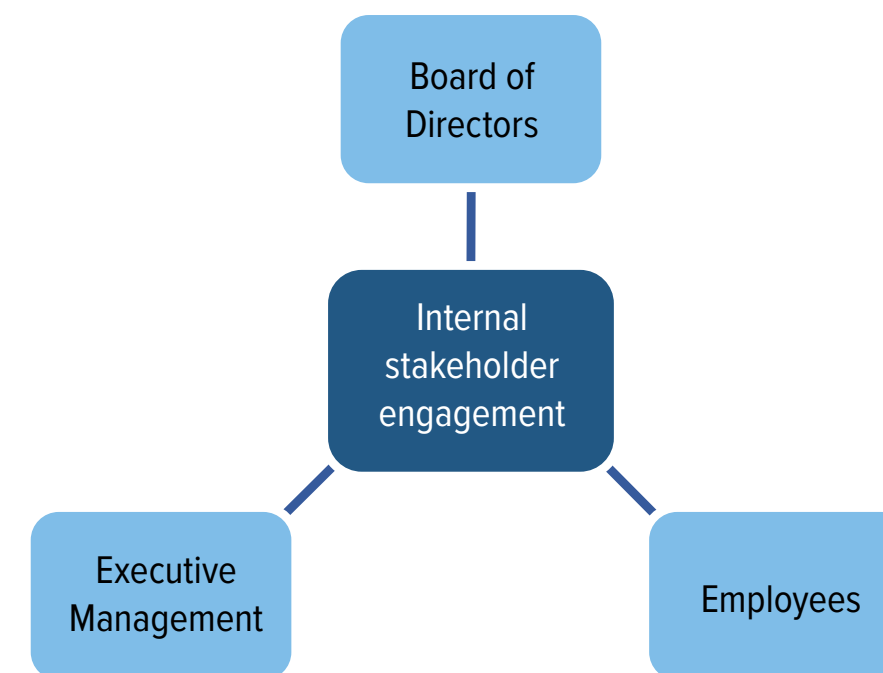 Board of
Directors
Internal
stakeholder
engagement
Executive
Management
Employees